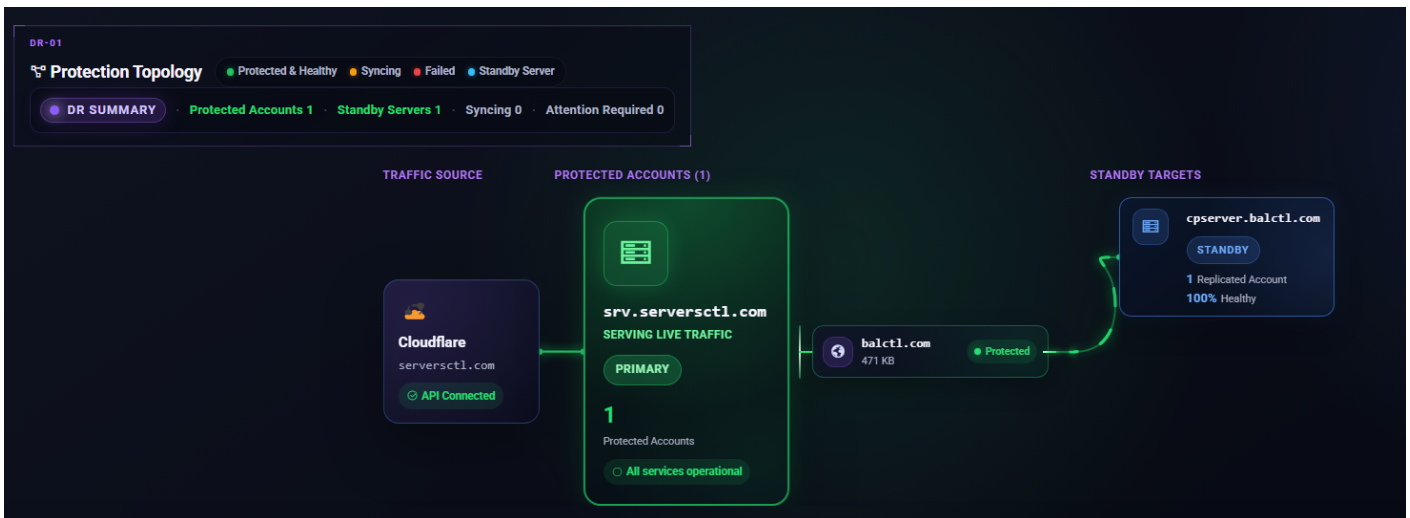 DR-01
Protection Topology
Protected & Healthy Syncing Failed Standby Server
DR SUMMARY · Protected Accounts 1 · Standby Servers 1 · Syncing 0 · Attention Required 0
TRAFFIC SOURCE
Cloudflare
serversctl.com
API Connected
PROTECTED ACCOUNTS (1)
srv.serversctl.com
SERVING LIVE TRAFFIC
PRIMARY
1
Protected Accounts
All services operational
balctl.com
471 KB
Protected
STANDBY TARGETS
cpserver.balctl.com
STANDBY
1 Replicated Account
100% Healthy